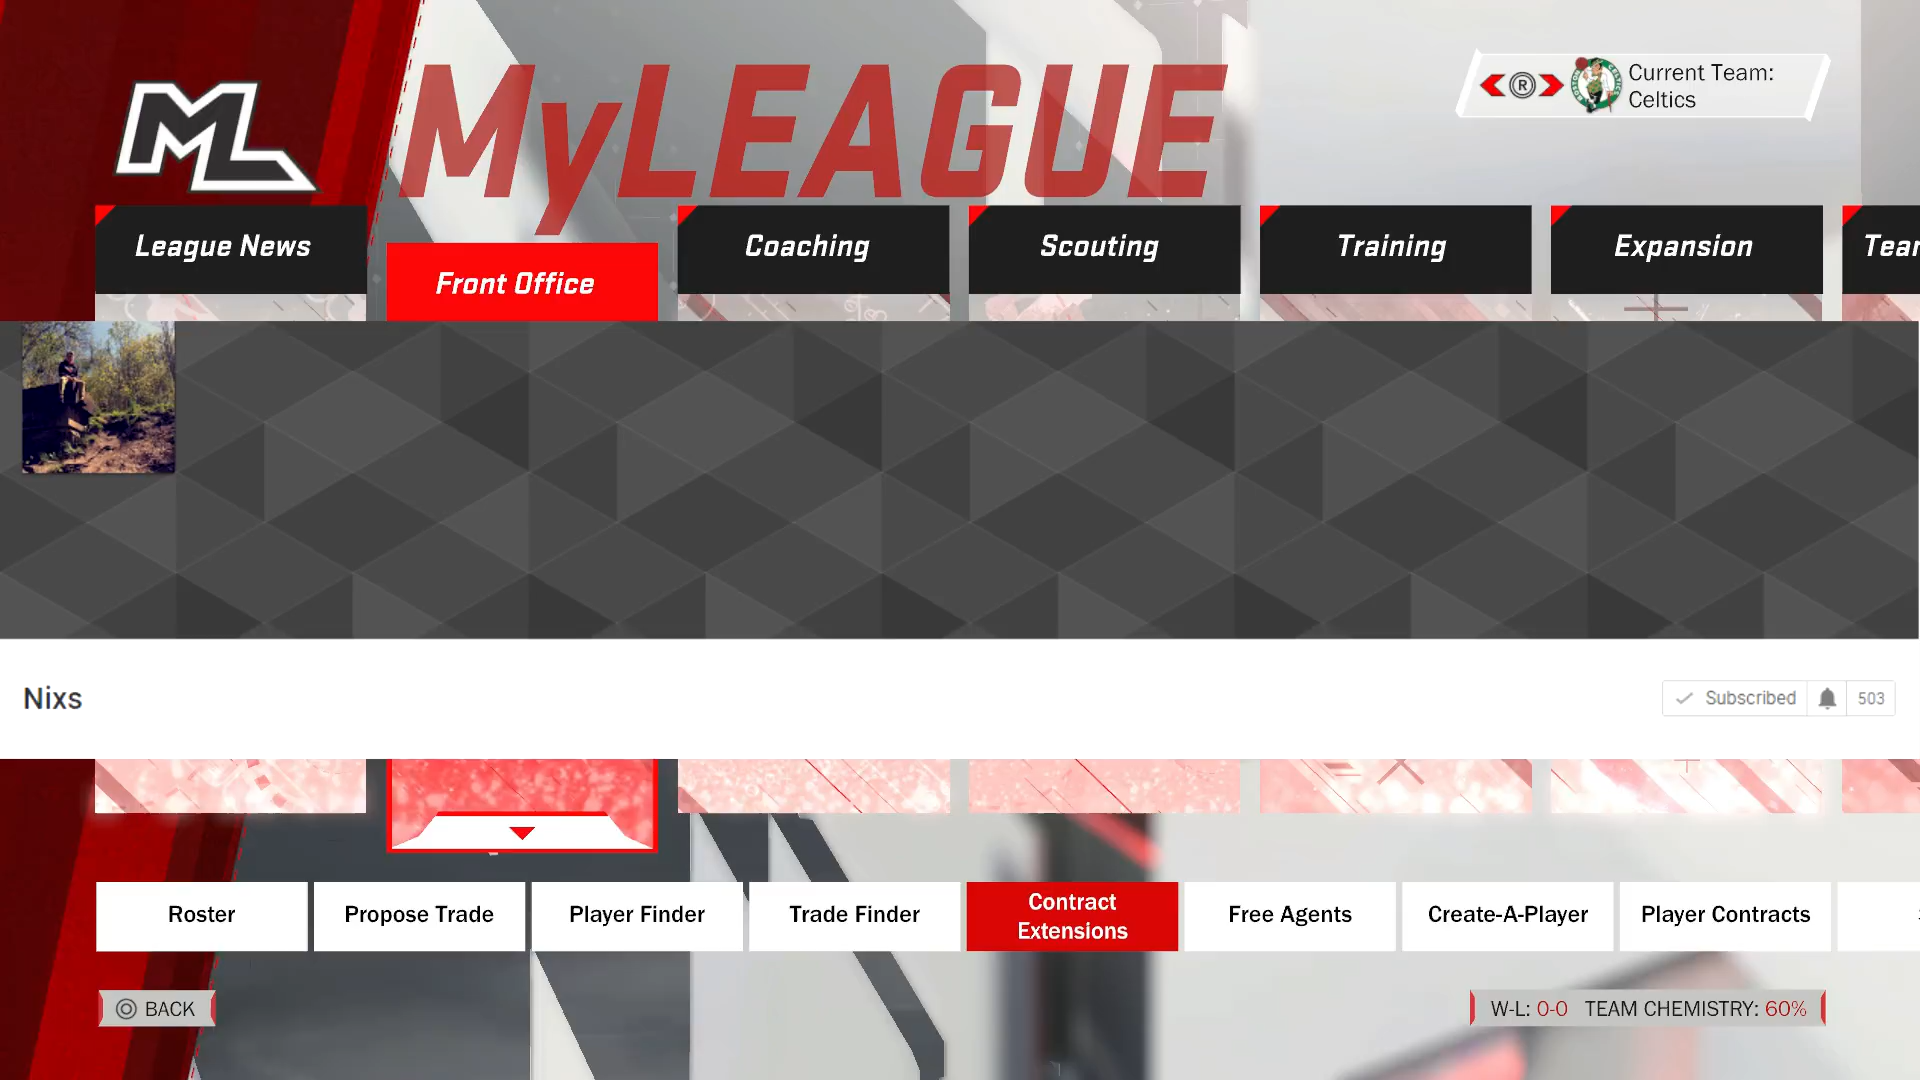 ML
MyLEAGUE
R
Current Team:
Celtics
League News
Front Office
Coaching
Scouting
Training
Expansion
Nixs
Subscribed
503
Roster
Propose Trade
Player Finder
Trade Finder
Contract
Extensions
Free Agents
Create-A-Player
Player Contracts
BACK
W-L: 0-0 TEAM CHEMISTRY: 60%